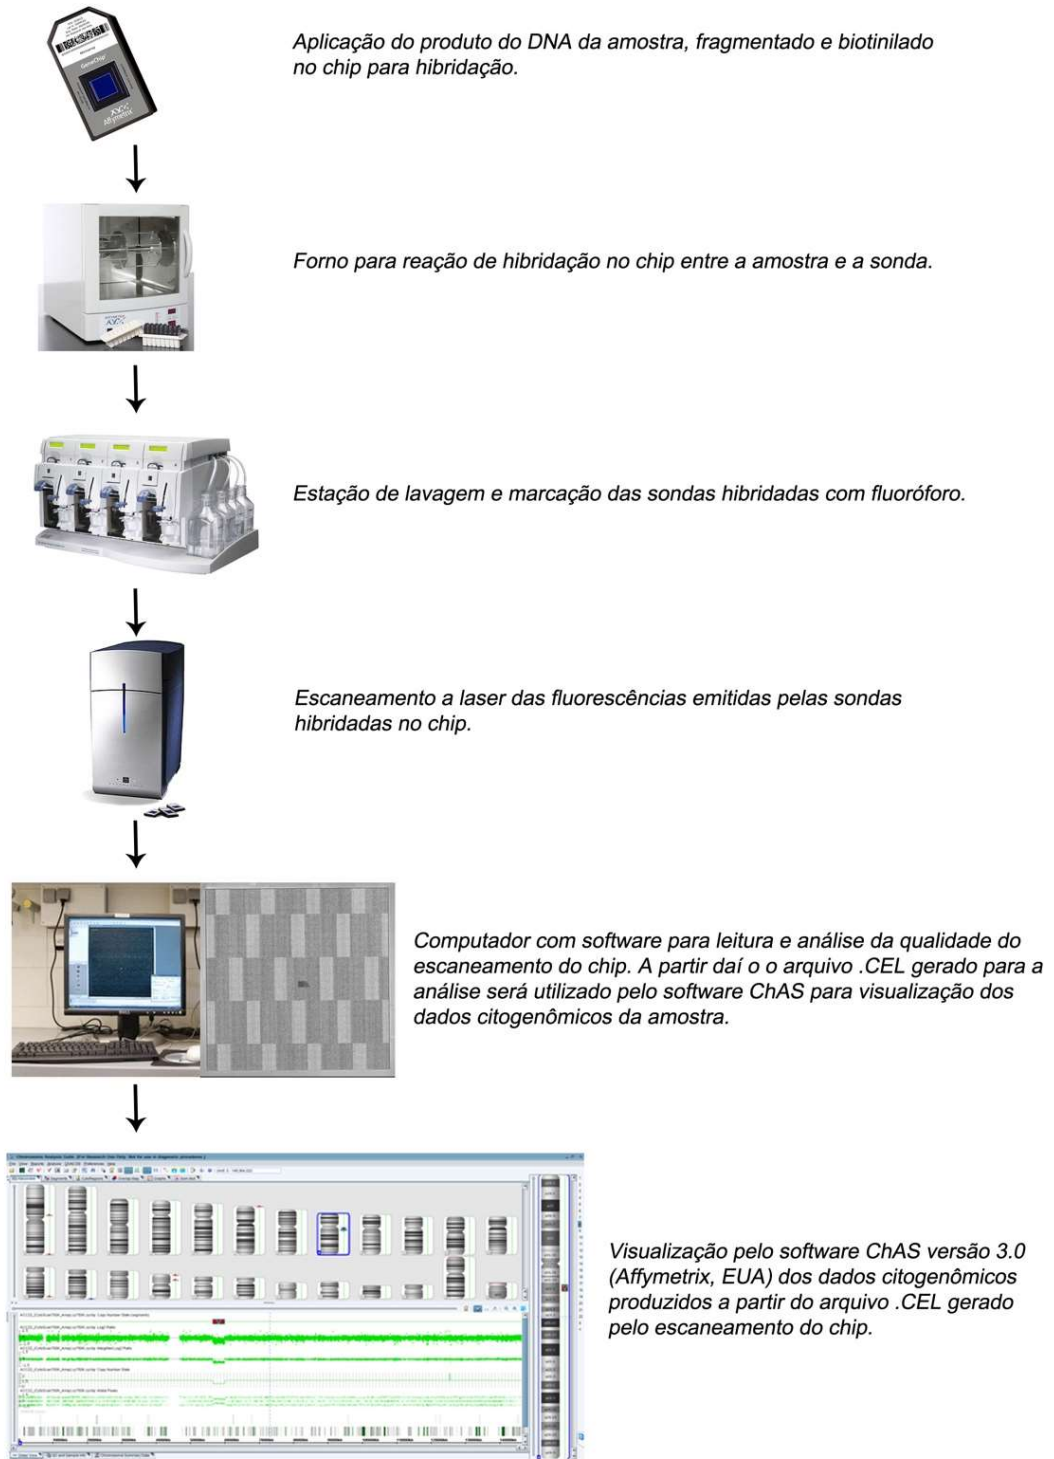 GeneChip
Affymetrix
Aplicação do produto do DNA da amostra, fragmentado e biotinilado
no chip para hibridação.
Forno para reação de hibridação no chip entre a amostra e a sonda.
Estação de lavagem e marcação das sondas hibridadas com fluoróforo.
Escaneamento a laser das fluorescências emitidas pelas sondas
hibridadas no chip.
Computador com software para leitura e análise da qualidade do
escaneamento do chip. A partir daí o o arquivo .CEL gerado para a
análise será utilizado pelo software ChAS para visualização dos
dados citogenômicos da amostra.
Visualização pelo software ChAS versão 3.0
(Affymetrix, EUA) dos dados citogenômicos
produzidos a partir do arquivo .CEL gerado
pelo escaneamento do chip.